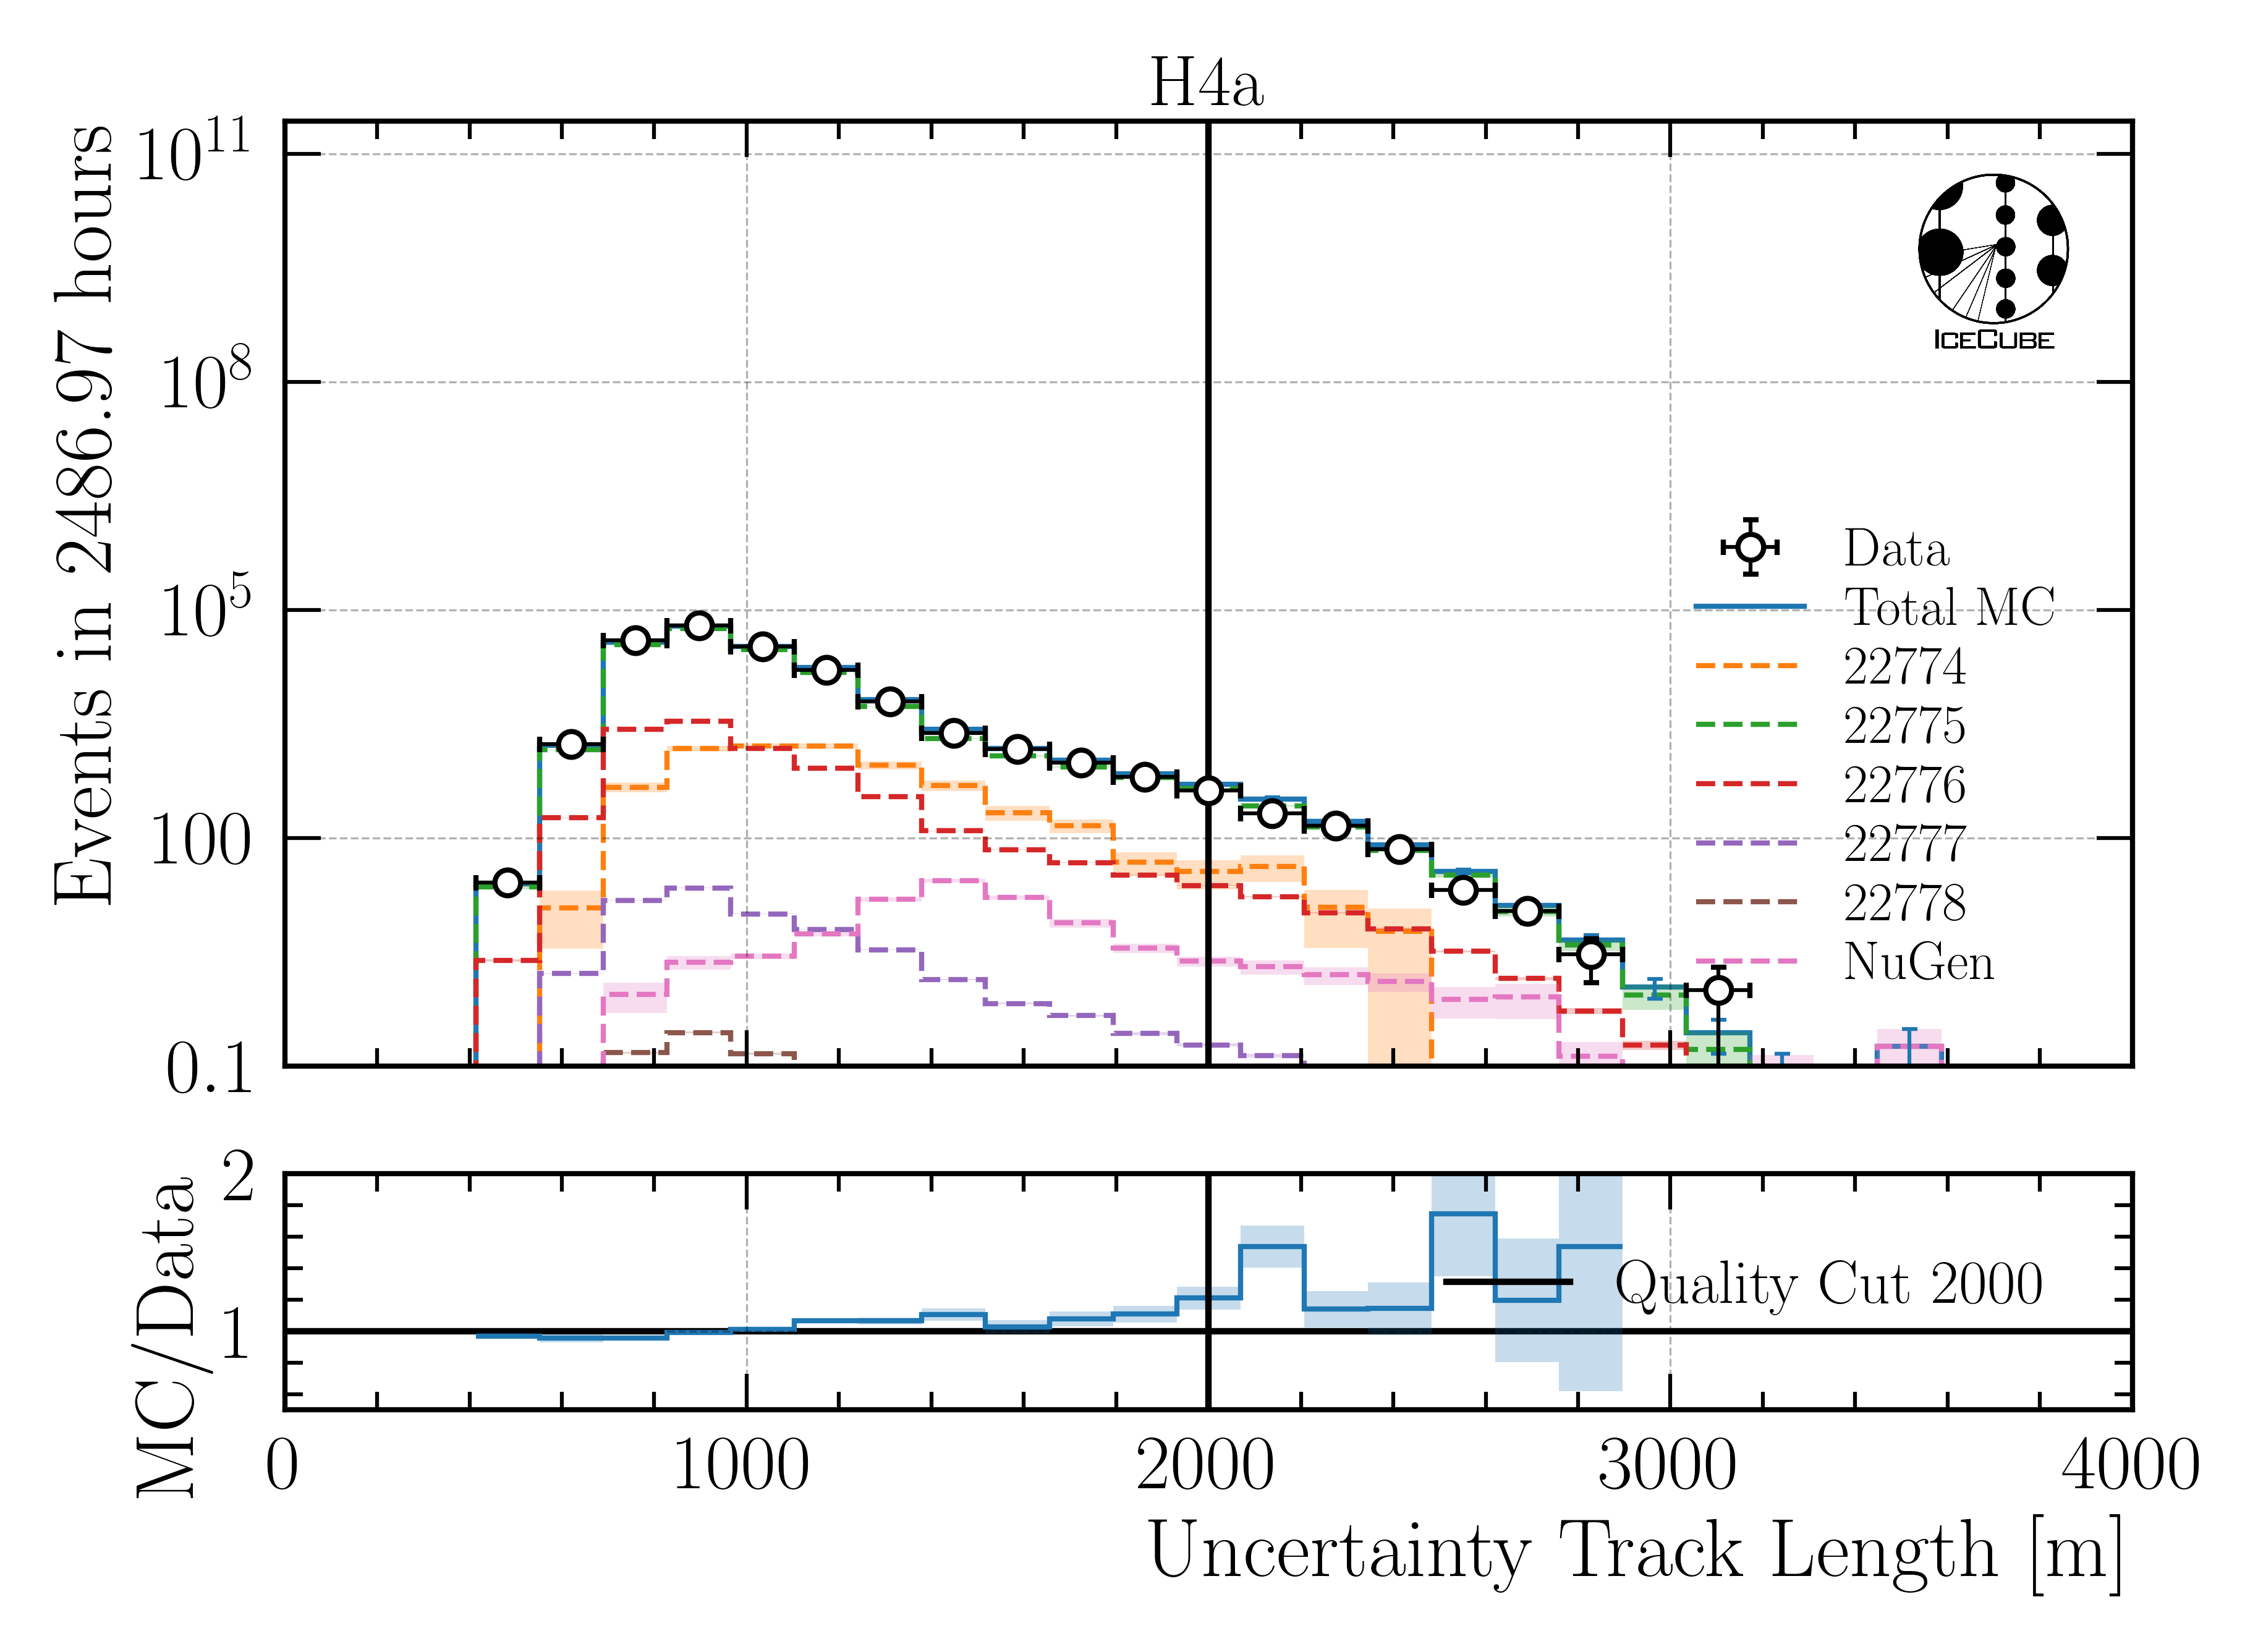 H4a
Events in 2486.97 hours
10^11
10^8
10^5
100
0.1
ICECUBE
Data
Total MC
22774
22775
22776
22777
22778
NuGen
MC/Data
2
1
Quality Cut 2000
0 1000 2000 3000 4000
Uncertainty Track Length [m]